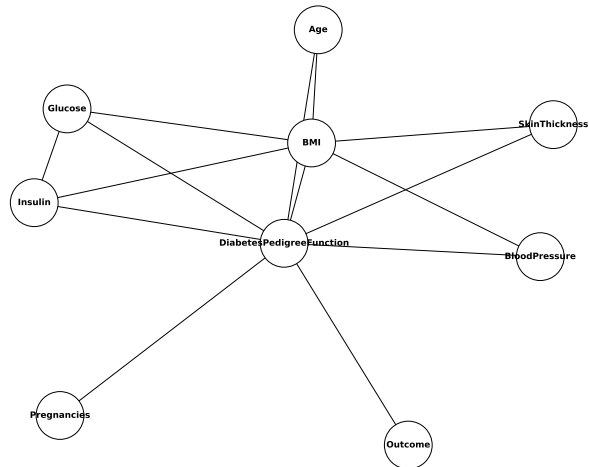 Age
Glucose
SkinThickness
BMI
Insulin
DiabetesPedigreeFunction
BloodPressure
Pregnancies
Outcome